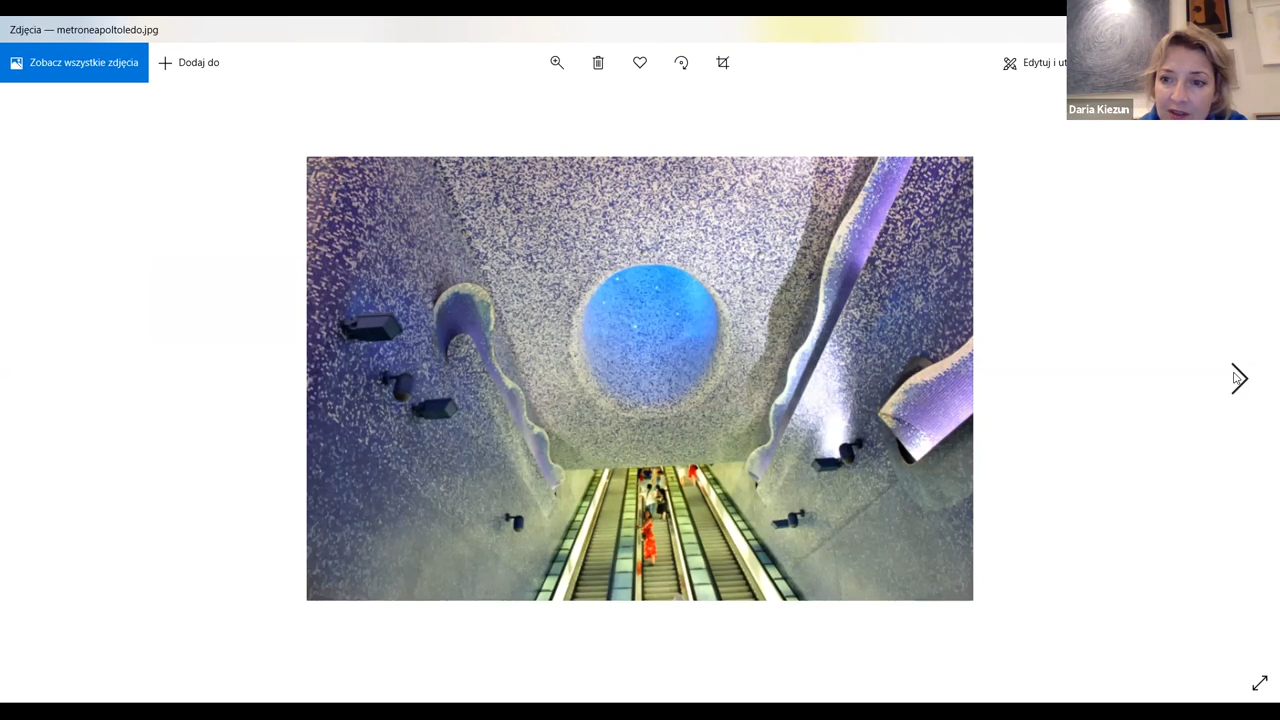 Zdjęcia — metroneapoltoledo.jpg
Zobacz wszystkie zdjęcia
Dodaj do
Edytuj i ut
Daria Kiezun